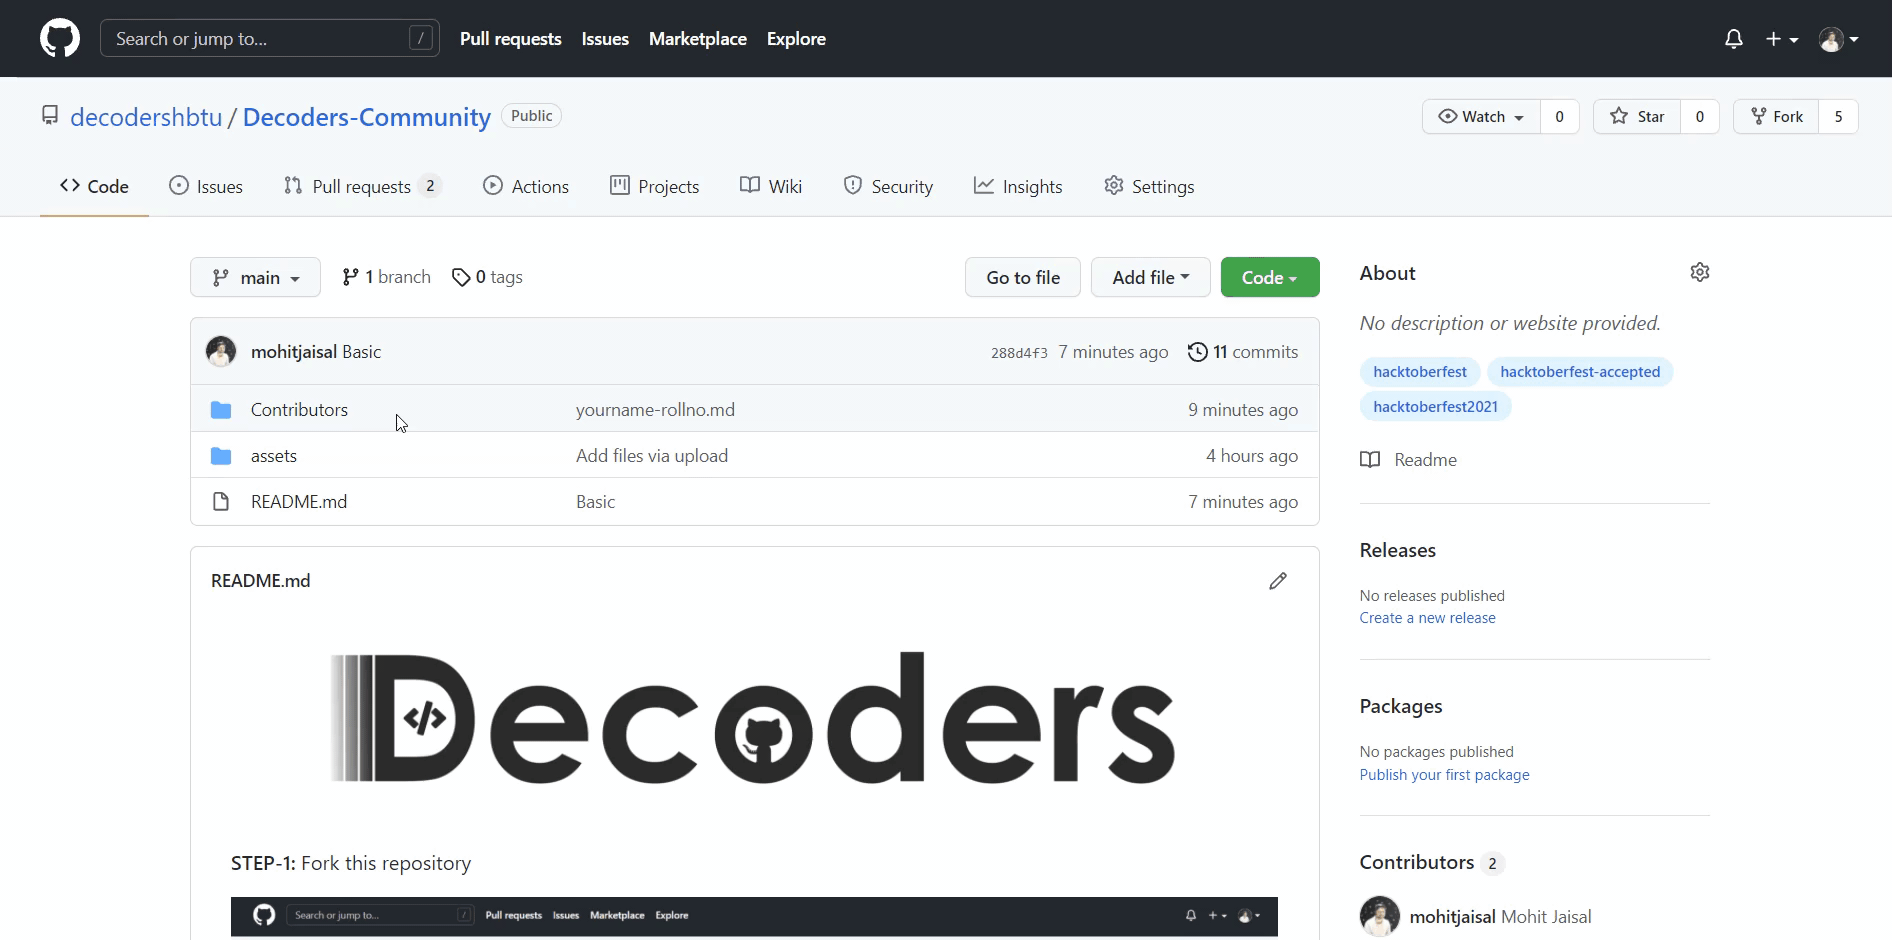 Search or jump to... / Pull requests Issues Marketplace Explore
decodershbtu / Decoders-Community Public Watch 0 Star 0 Fork 5
<> Code Issues Pull requests 2 Actions Projects Wiki Security Insights Settings
main 1 branch 0 tags Go to file Add file Code
mohitjaisal Basic 288d4f3 7 minutes ago 11 commits
Contributors yourname-rollno.md 9 minutes ago
assets Add files via upload 4 hours ago
README.md Basic 7 minutes ago
README.md
Decoders
</>
STEP-1: Fork this repository
Search or jump to... / Pull requests Issues Marketplace Explore
About
No description or website provided.
hacktoberfest hacktoberfest-accepted
hacktoberfest2021
Readme
Releases
No releases published
Create a new release
Packages
No packages published
Publish your first package
Contributors 2
mohitjaisal Mohit Jaisal